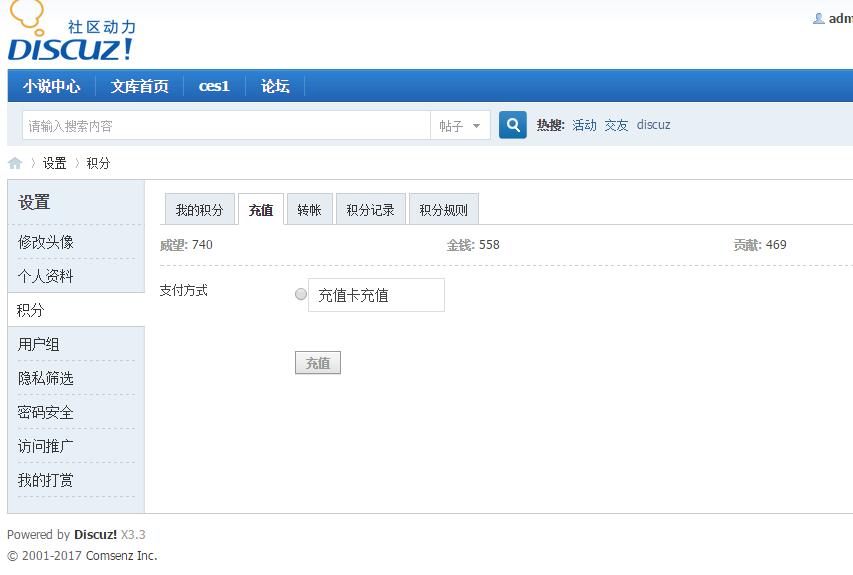 社区动力
DISCUZ!
adm
小说中心 文库首页 ces1 论坛
请输入搜索内容 帖子 热搜: 活动 交友 discuz
设置 积分
设置
修改头像
个人资料
积分
用户组
隐私筛选
密码安全
访问推广
我的打赏
我的积分 充值 转帐 积分记录 积分规则
威望: 740 金钱: 558 贡献: 469
支付方式 充值卡充值
充值
Powered by Discuz! X3.3
© 2001-2017 Comsenz Inc.